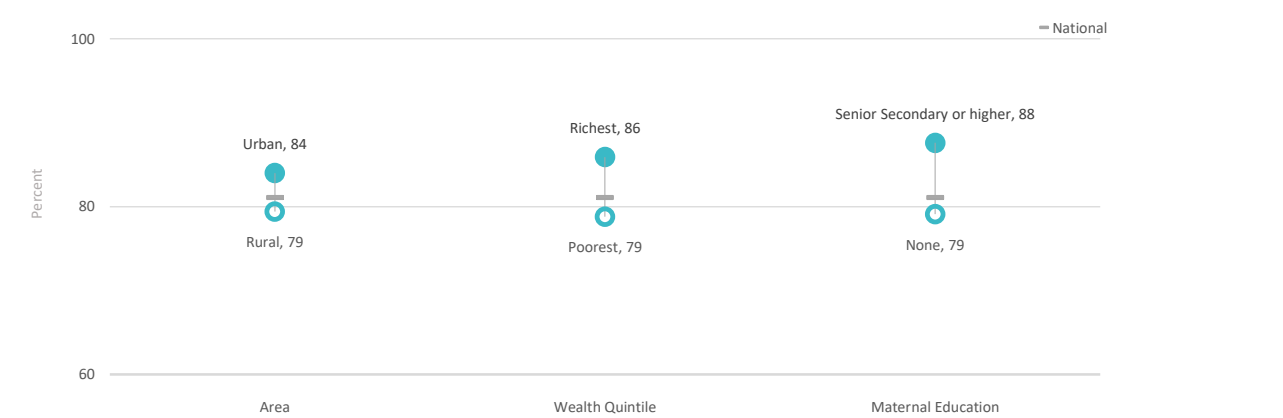 National
100
Senior Secondary or higher, 88
Richest, 86
Urban, 84
Percent
80
Rural, 79
Poorest, 79
None, 79
60
Area
Wealth Quintile
Maternal Education